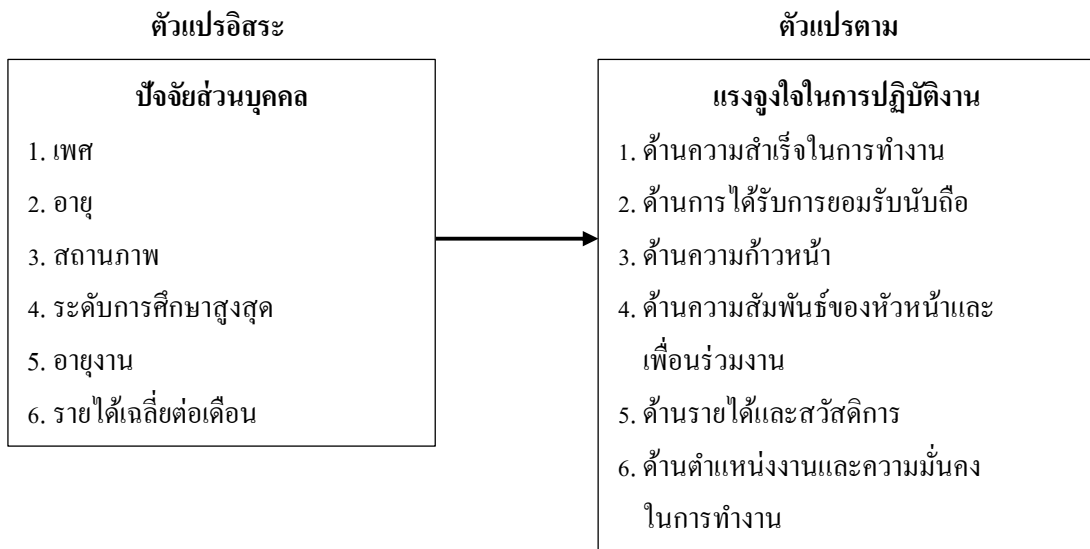 ตัวแปรอิสระ
ปัจจัยส่วนบุคคล
1. เพศ
2. อายุ
3. สถานภาพ
4. ระดับการศึกษาสูงสุด
5. อายุงาน
6. รายได้เฉลี่ยต่อเดือน
ตัวแปรตาม
แรงจูงใจในการปฏิบัติงาน
1. ด้านความสำเร็จในการทำงาน
2. ด้านการได้รับการยอมรับนับถือ
3. ด้านความก้าวหน้า
4. ด้านความสัมพันธ์ของหัวหน้าและ
เพื่อนร่วมงาน
5. ด้านรายได้และสวัสดิการ
6. ด้านตำแหน่งงานและความมั่นคง
ในการทำงาน